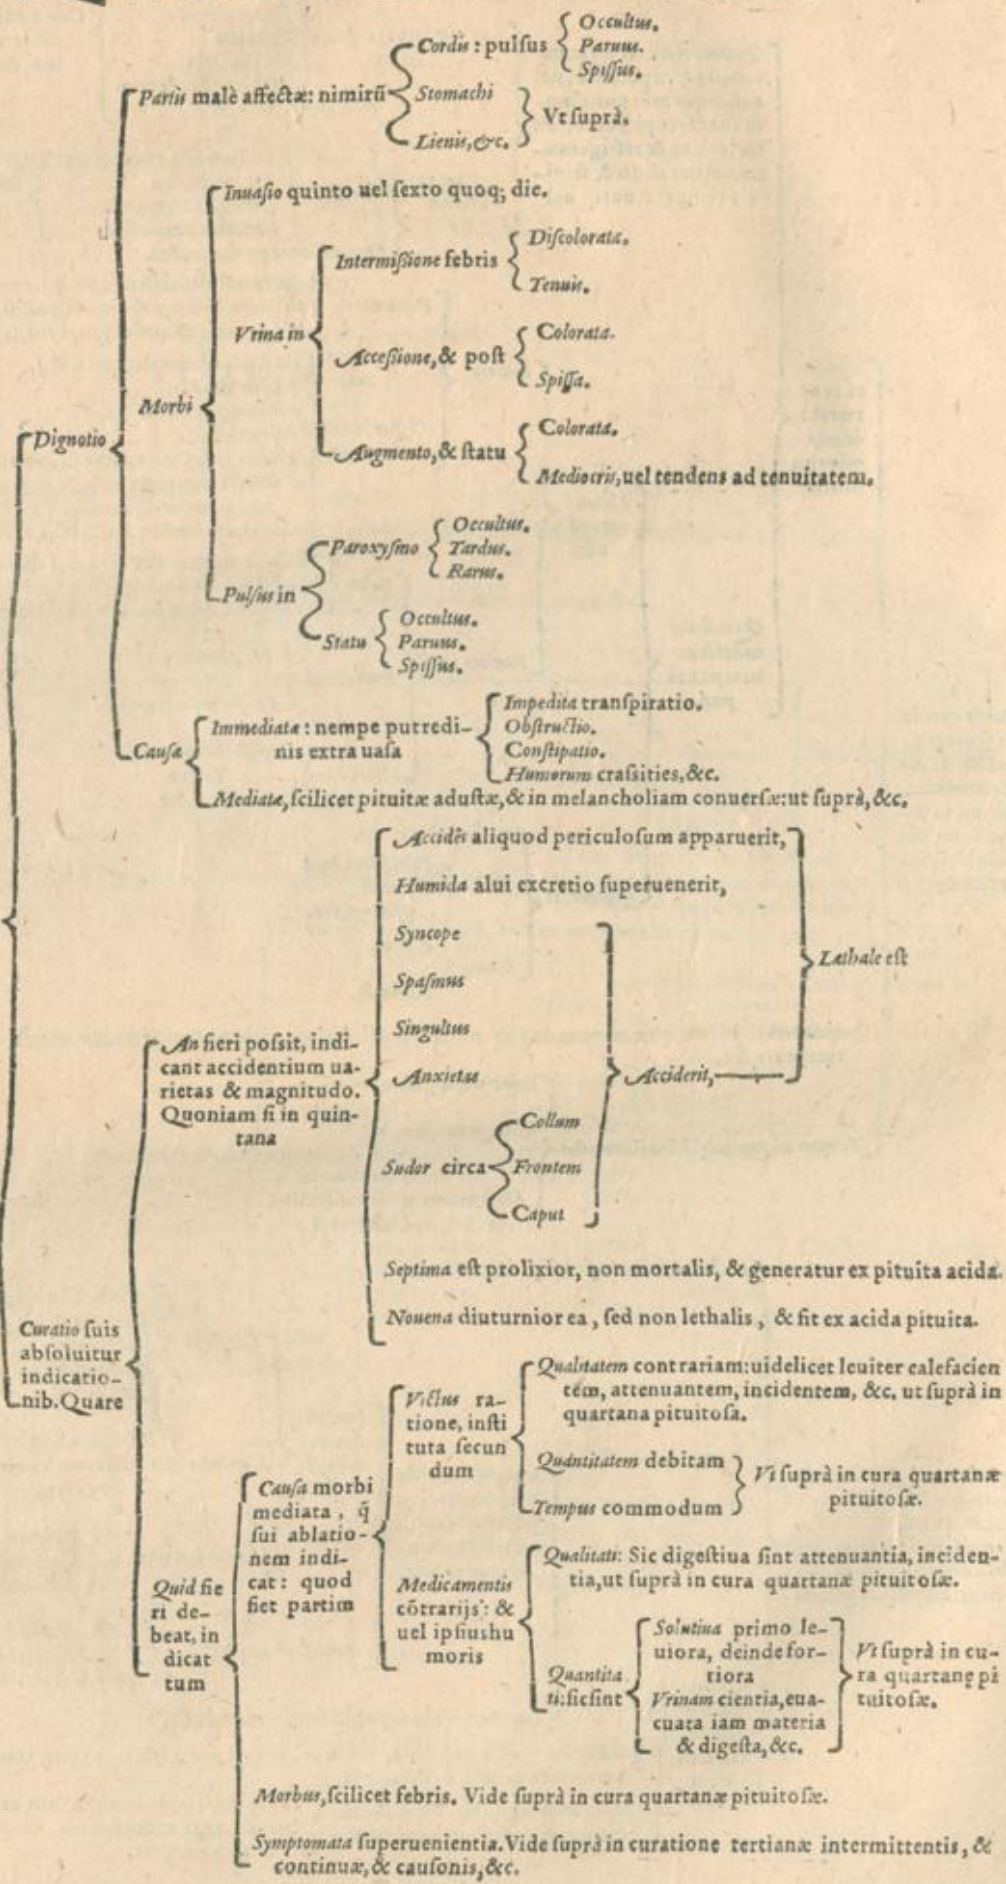 Cordis : pulſus
Occultus.
Paruus.
Spiſſus.
Partis malè affectæ: nimirũ
Stomachi
Lienis, &c.
Vt ſuprà.
Inuaſio quinto uel ſexto quoq; die.
Vrina in
Intermiſsione febris
Diſcolorata.
Tenuis.
Acceſsione, & poſt
Colorata.
Spiſſa.
Augmento, & ſtatu
Colorata.
Mediocris, uel tendens ad tenuitatem.
Morbi
Dignotio
Pulſus in
Paroxyſmo
Occultus.
Tardus.
Rarus.
Statu
Occultus.
Paruus.
Spiſſus.
Cauſæ
Immediatæ : nempe putredi-
nis extra uaſa
Impedita tranſpiratio.
Obſtructio.
Conſtipatio.
Humorum craſsities, &c.
Mediatæ, ſcilicet pituitæ aduſtæ, & in melancholiam conuerſæ: ut ſuprà, &c.
Accidẽs aliquod periculoſum apparuerit,
Humida alui excretio ſuperuenerit,
Syncope
Spaſmus
Singultus
Anxietas
Sudor circa
Collum
Frontem
Caput
Acciderit,
Læthale eſt
An fieri poſsit, indi-
cant accidentium ua-
rietas & magnitudo.
Quoniam ſi in quin-
tana
Septima eſt prolixior, non mortalis, & generatur ex pituita acida.
Nouena diuturnior ea, ſed non lethalis, & fit ex acida pituita.
Curatio ſuis
abſoluitur
indicatio-
nib. Quare
Quid fie
ri de-
beat, in
dicat
tum
Cauſa morbi
mediata, q̃
ſui ablatio-
nem indi-
cat: quod
fiet partim
Victus ra-
tione, inſti
tuta ſecun
dum
Qualitatem contrariam: uidelicet leuiter calefacien
tem, attenuantem, incidentem, &c. ut ſuprà in
quartana pituitoſa.
Quantitatem debitam
Tempus commodum
Vt ſuprà in cura quartanæ
pituitoſæ.
Medicamentis
cõtrarijs: &
uel ipſiushu
moris
Qualitati: Sic digeſtiua ſint attenuantia, inciden-
tia, ut ſuprà in cura quartanæ pituitoſæ.
Quantita
ti: ſicſint
Solutiua primo le-
uiora, deinde for-
tiora
Vrinam cientia, eua-
cuata iam materia
& digeſta, &c.
Vt ſuprà in cu-
ra quartanę pi
tuitoſæ.
Morbus, ſcilicet febris. Vide ſuprà in cura quartanæ pituitoſæ.
Symptomata ſuperuenientia. Vide ſuprà in curatione tertianæ intermittentis, &
continuæ, & cauſonis, &c.